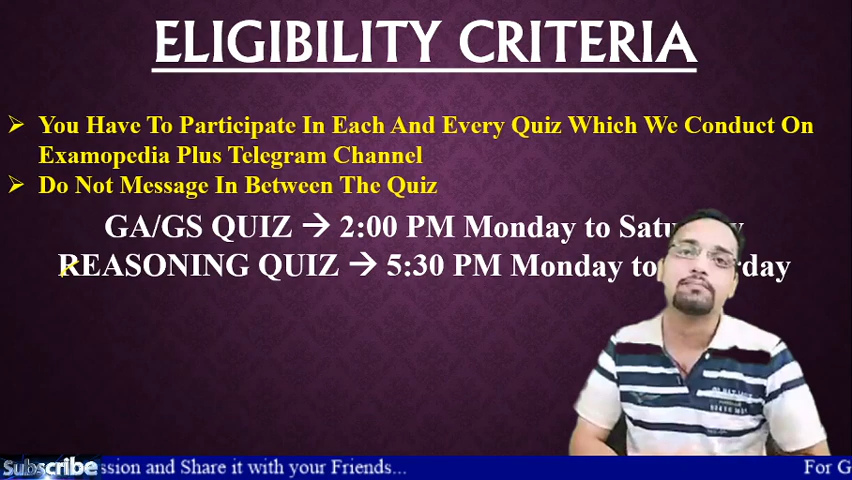 ELIGIBILITY CRITERIA
➢ You Have To Participate In Each And Every Quiz Which We Conduct On
Examopedia Plus Telegram Channel
➢ Do Not Message In Between The Quiz
GA/GS QUIZ → 2:00 PM Monday to
REASONING QUIZ → 5:30 PM Monday to
Subscribe
and Share it with your Friends... For